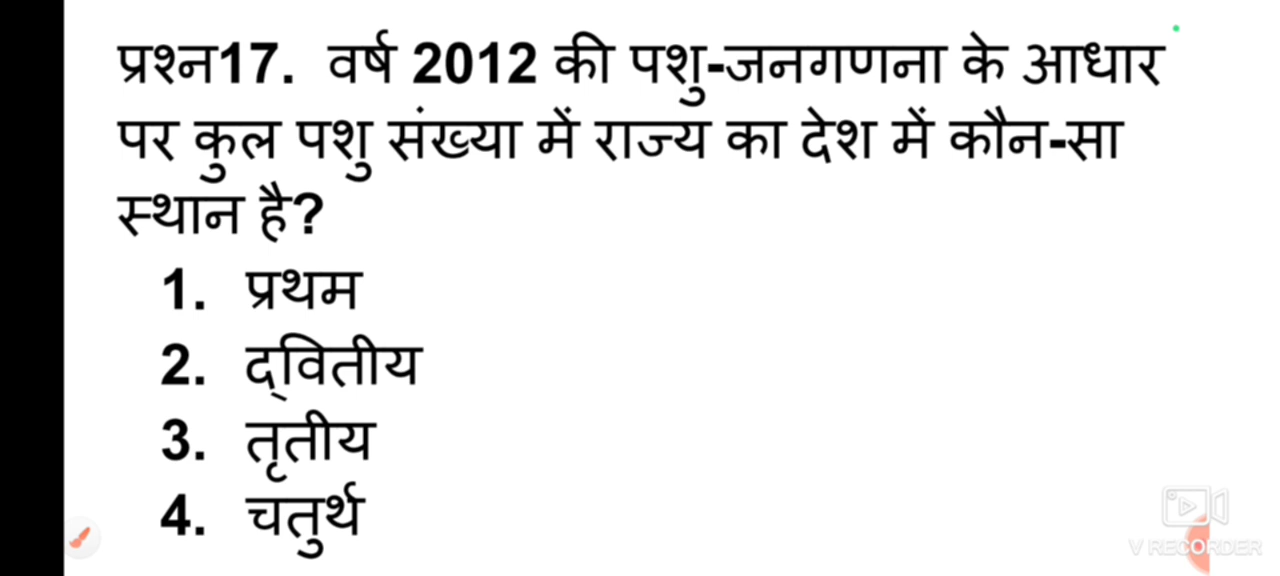 प्रश्न17. वर्ष 2012 की पशु-जनगणना के आधार
पर कुल पशु संख्या में राज्य का देश में कौन-सा
स्थान है?
1. प्रथम
2. द्वितीय
3. तृतीय
4. चतुर्थ
V RECORDER